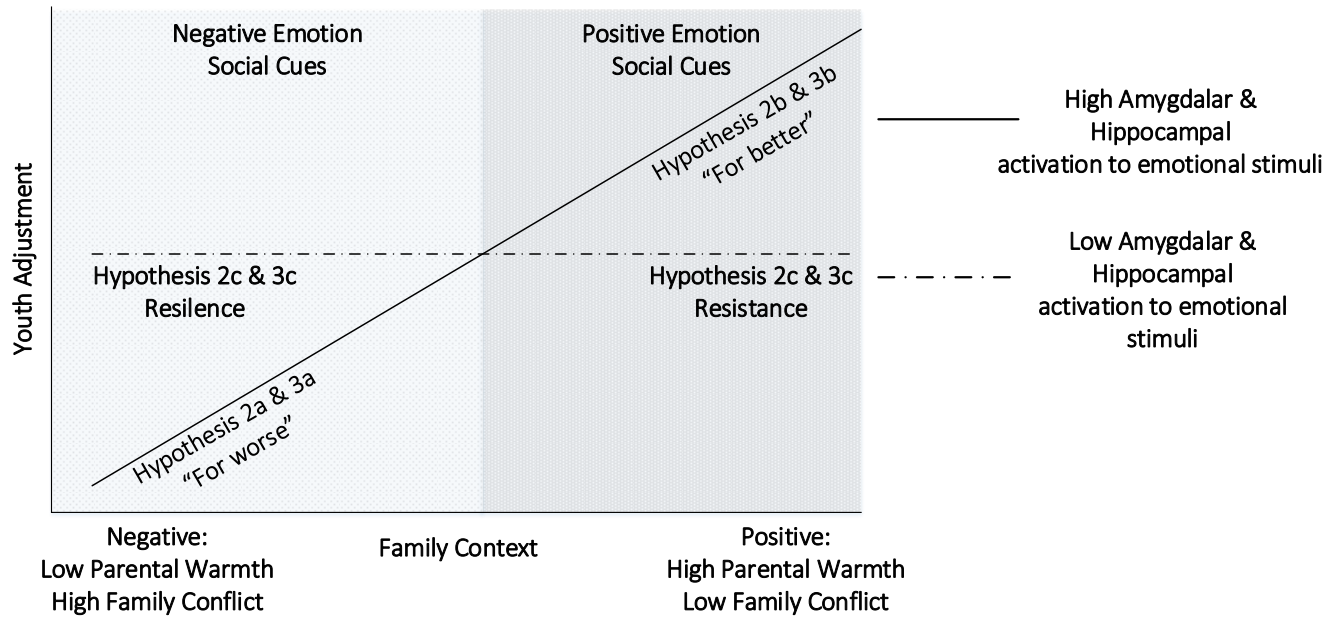 Negative Emotion
Social Cues
Positive Emotion
Social Cues
Hypothesis 2b & 3b
“For better”
High Amygdalar &
Hippocampal
activation to emotional stimuli
Youth Adjustment
Hypothesis 2c & 3c
Resilence
Hypothesis 2c & 3c
Resistance
Low Amygdalar &
Hippocampal
activation to emotional
stimuli
Hypothesis 2a & 3a
“For worse”
Negative:
Low Parental Warmth
High Family Conflict
Family Context
Positive:
High Parental Warmth
Low Family Conflict